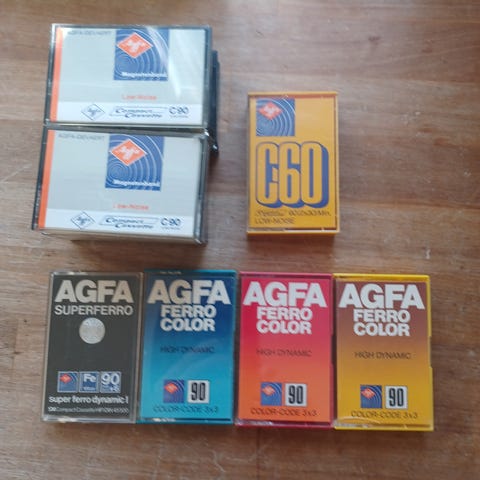 AGFA-GEVAERT
Low-Noise
Compact
Cassette
C90
AGFA-GEVAERT
Low-Noise
Compact
Cassette
C90
C60
LOW-NOISE
AGFA
SUPERFERRO
Fe
90
+6
super ferro dynamic I
AGFA
FERRO
COLOR
HIGH DYNAMIC
90
COLOR-CODE 3x3
AGFA
FERRO
COLOR
HIGH DYNAMIC
90
COLOR-CODE 3x3
AGFA
FERRO
COLOR
HIGH DYNAMIC
90
COLOR-CODE 3x3